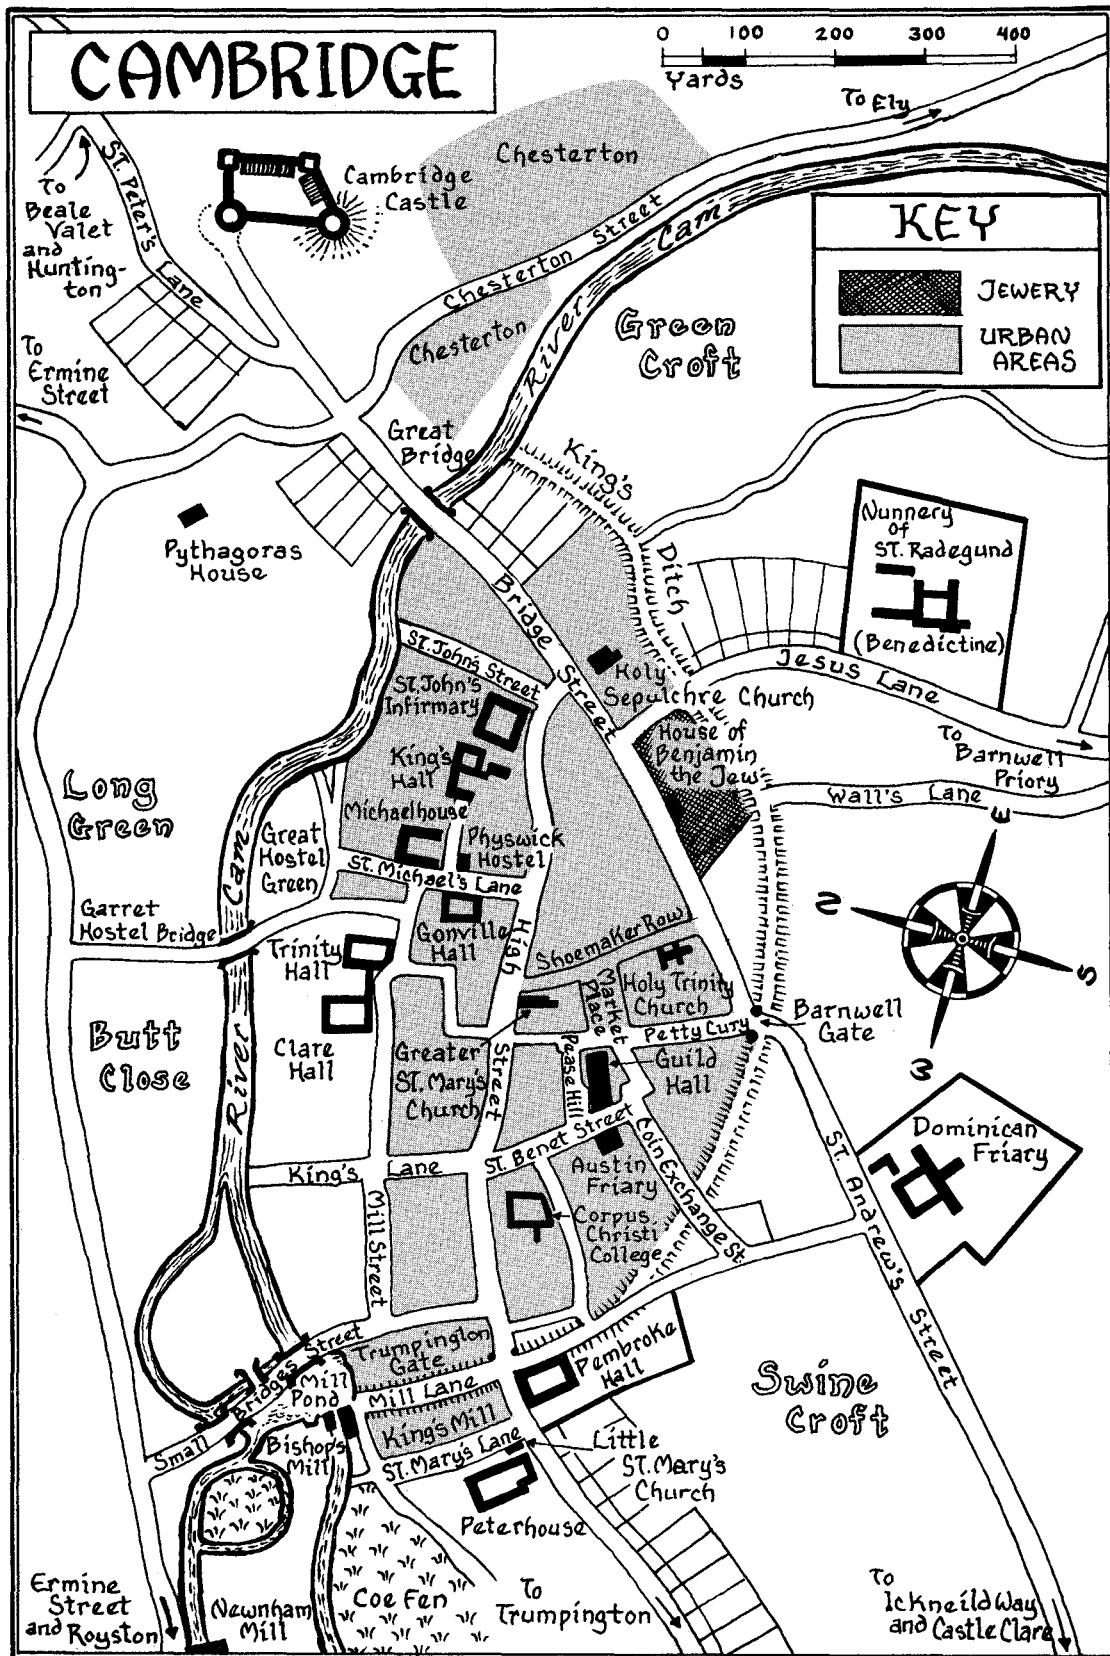 CAMBRIDGE
0 100 200 300 400
Yards
To Ely
Chesterton
Cambridge
Castle
ST. Peter's Lane
To
Beale
Valet
and
Hunting-
ton
Chesterton Street
River Cam
KEY
JEWERY
URBAN
AREAS
Chesterton
Green
Croft
To
Ermine
Street
Great
Bridge
King's
Ditch
Pythagoras
House
Nunnery
of
ST. Radegund
(Benedictine)
Bridge Street
ST. John's Street
Holy
Sepulchre Church
Jesus Lane
ST. John's
Infirmary
House of
Benjamin
the Jew
To
Barnwell
Priory
King's
Hall
Wall's Lane
Long
Green
Michaelhouse
Great
Hostel
Green
Physwick
Hostel
ST. Michael's Lane
River Cam
Garret
Hostel Bridge
Gonville
Hall
High Street
Shoemaker Row
Trinity
Hall
Market
Place
Holy Trinity
Church
E
N
S
W
Barnwell
Gate
Petty Cury
Butt
Close
Clare
Hall
Greater
ST. Mary's
Church
Pease Hill
Guild
Hall
ST. Benet Street
Coin Exchange St.
Dominican
Friary
King's Lane
Austin
Friary
ST. Andrew's Street
Mill Street
Corpus
Christi
College
Small Bridges Street
Trumpington
Gate
Pembroke
Hall
Mill
Pond
Mill Lane
Swine
Croft
King's Mill
Bishop's
Mill
ST. Mary's Lane
Little
ST. Mary's
Church
Peterhouse
Ermine
Street
and Royston
Newnham
Mill
Coe Fen
To
Trumpington
To
Ickneild Way
and Castle Clare